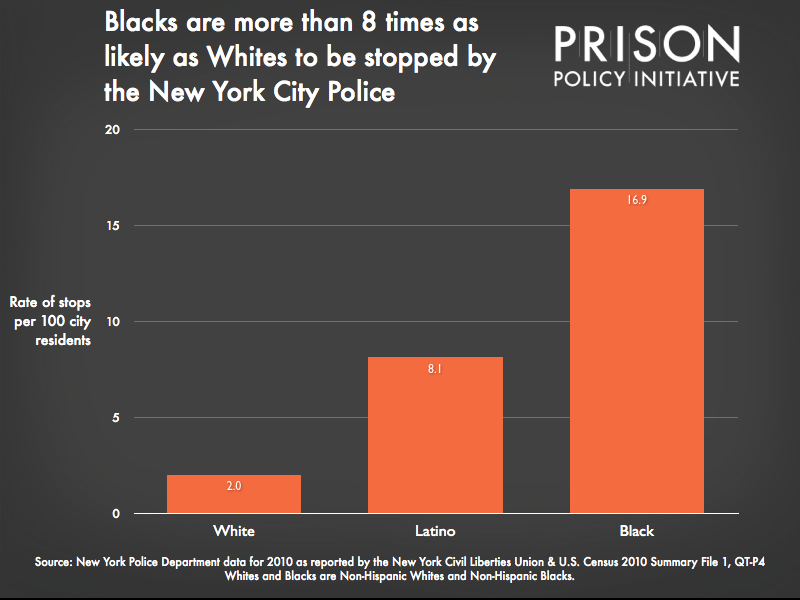 Blacks are more than 8 times as
likely as Whites to be stopped by
the New York City Police
PRISON
POLICY INITIATIVE
20
15
10
5
0
Rate of stops
per 100 city
residents
2.0
8.1
16.9
White
Latino
Black
Source: New York Police Department data for 2010 as reported by the New York Civil Liberties Union & U.S. Census 2010 Summary File 1, QT-P4
Whites and Blacks are Non-Hispanic Whites and Non-Hispanic Blacks.